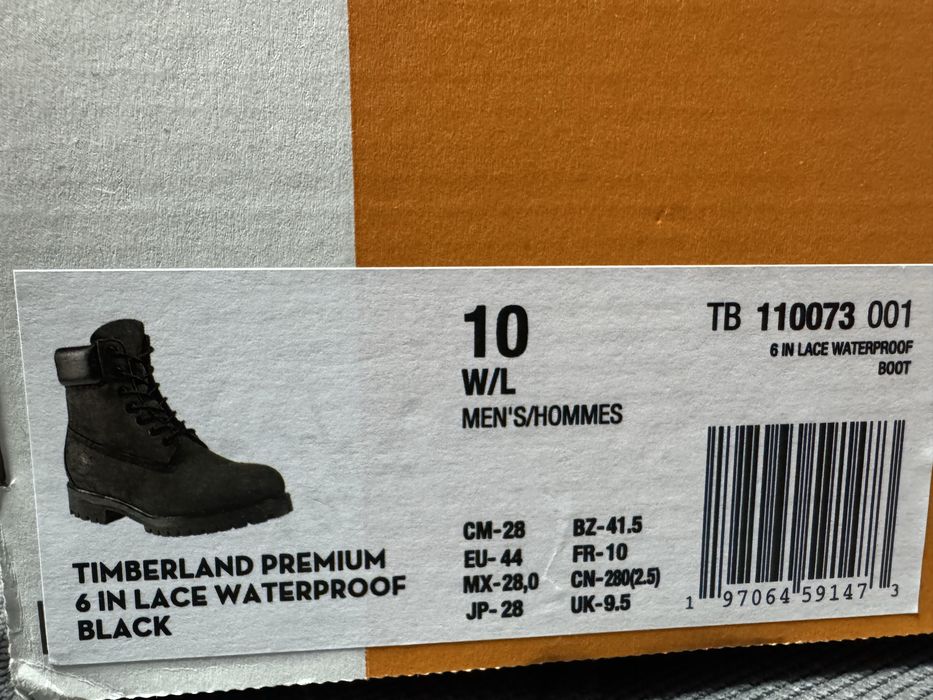 10
W/L
MEN'S/HOMMES
TB 110073 001
6 IN LACE WATERPROOF
BOOT
TIMBERLAND PREMIUM
6 IN LACE WATERPROOF
BLACK
CM-28 BZ-41.5
EU- 44 FR-10
MX-28,0 CN-280(2.5)
JP- 28 UK-9.5
1 97064 59147 3